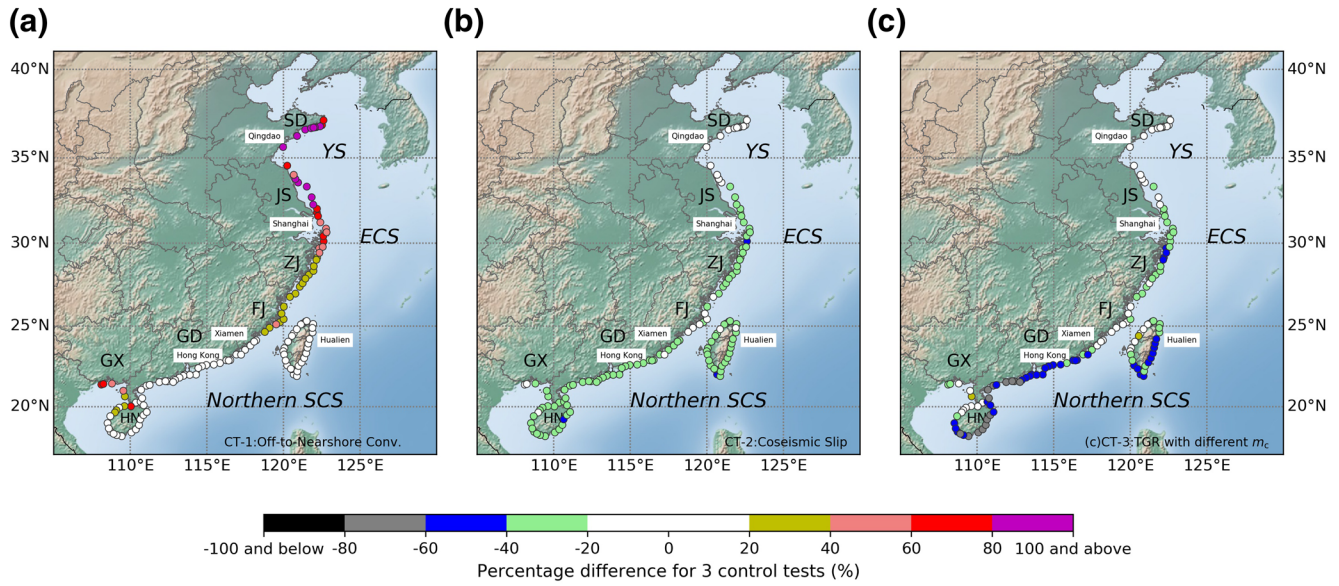 (a)
(b)
(c)
40°N
35°N
30°N
25°N
20°N
SD
Qingdao
YS
JS
Shanghai
ECS
ZJ
FJ
Xiamen
GD
Hong Kong
Hualien
GX
Northern SCS
HN
CT-1:Off-to-Nearshore Conv.
110°E 115°E 120°E 125°E
SD
Qingdao
YS
JS
Shanghai
ECS
ZJ
FJ
Xiamen
GD
Hong Kong
Hualien
GX
Northern SCS
HN
CT-2:Coseismic Slip
110°E 115°E 120°E 125°E
SD
Qingdao
YS
JS
Shanghai
ECS
ZJ
FJ
Xiamen
GD
Hong Kong
Hualien
GX
Northern SCS
HN
(c)CT-3:TGR with different mc
110°E 115°E 120°E 125°E
40°N
35°N
30°N
25°N
20°N
-100 and below -80 -60 -40 -20 0 20 40 60 80 100 and above
Percentage difference for 3 control tests (%)